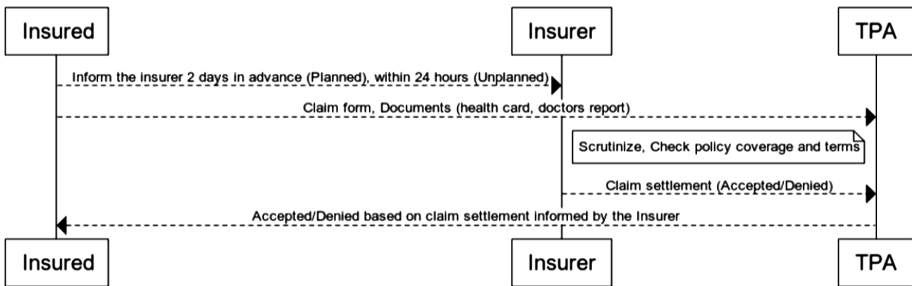 Insured
Insurer
TPA
Inform the insurer 2 days in advance (Planned), within 24 hours (Unplanned)
Claim form, Documents (health card, doctors report)
Scrutinize, Check policy coverage and terms
Claim settlement (Accepted/Denied)
Accepted/Denied based on claim settlement informed by the Insurer
Insured
Insurer
TPA